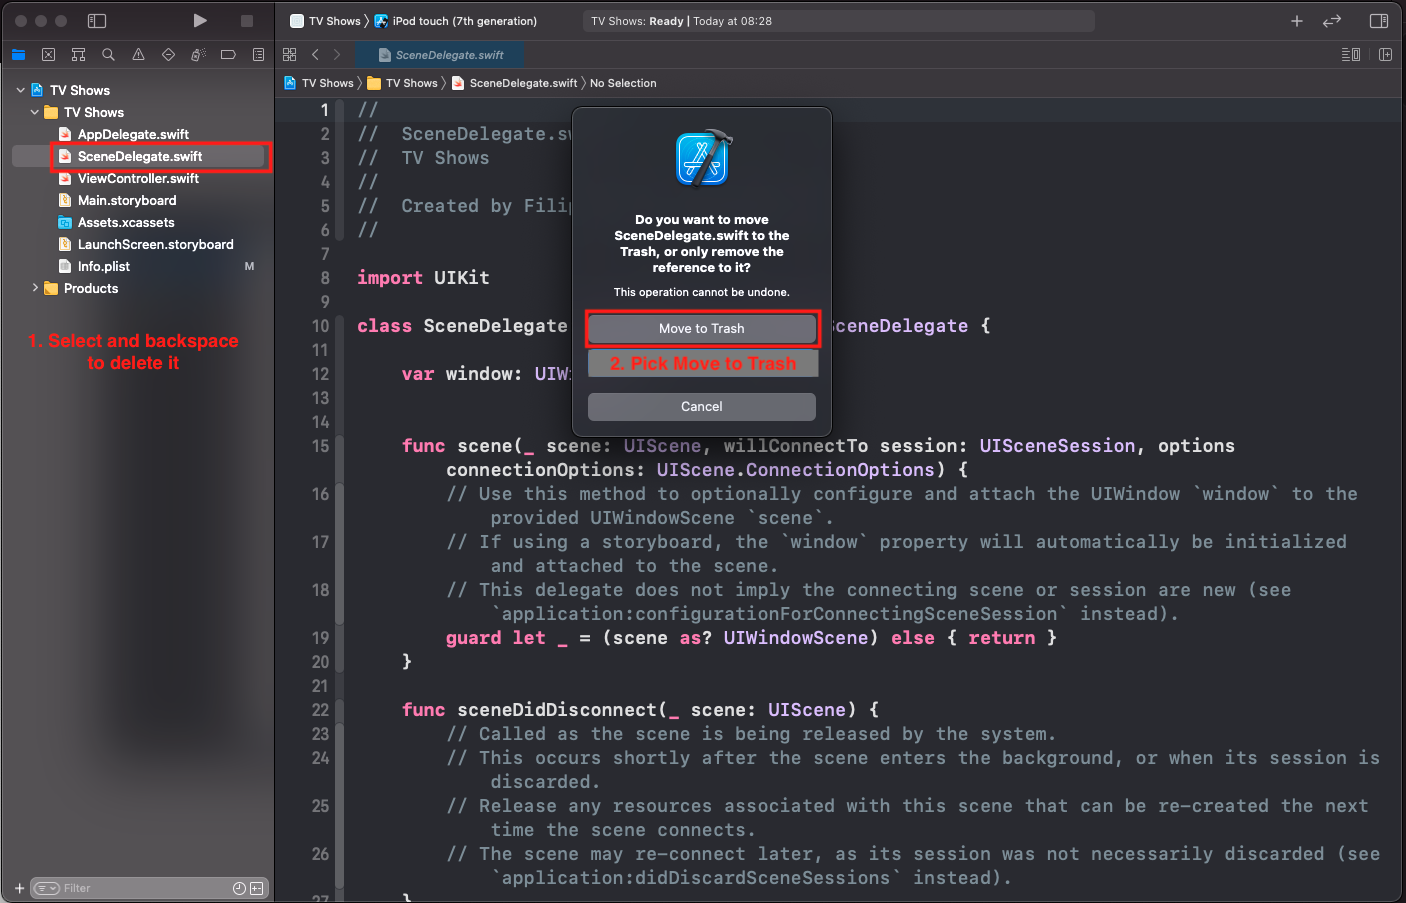 TV Shows
iPod touch (7th generation)
TV Shows: Ready | Today at 08:28
SceneDelegate.swift
TV Shows
TV Shows
SceneDelegate.swift
No Selection
TV Shows
TV Shows
AppDelegate.swift
SceneDelegate.swift
ViewController.swift
Main.storyboard
Assets.xcassets
LaunchScreen.storyboard
Info.plist M
Products
1. Select and backspace
to delete it
Filter
1 //
2 // SceneDelegate.sw
3 // TV Shows
4 //
5 // Created by Filip
6 //
7
8 import UIKit
9
10 class SceneDelegate SceneDelegate {
11
12 var window: UIWi
13
14
15 func scene(_ scene: UIScene, willConnectTo session: UISceneSession, options
connectionOptions: UIScene.ConnectionOptions) {
16 // Use this method to optionally configure and attach the UIWindow `window` to the
provided UIWindowScene `scene`.
17 // If using a storyboard, the `window` property will automatically be initialized
and attached to the scene.
18 // This delegate does not imply the connecting scene or session are new (see
`application:configurationForConnectingSceneSession` instead).
19 guard let _ = (scene as? UIWindowScene) else { return }
20 }
21
22 func sceneDidDisconnect(_ scene: UIScene) {
23 // Called as the scene is being released by the system.
24 // This occurs shortly after the scene enters the background, or when its session is
discarded.
25 // Release any resources associated with this scene that can be re-created the next
time the scene connects.
26 // The scene may re-connect later, as its session was not necessarily discarded (see
`application:didDiscardSceneSessions` instead).
27 }
Do you want to move
SceneDelegate.swift to the
Trash, or only remove the
reference to it?
This operation cannot be undone.
Move to Trash
2. Pick Move to Trash
Cancel